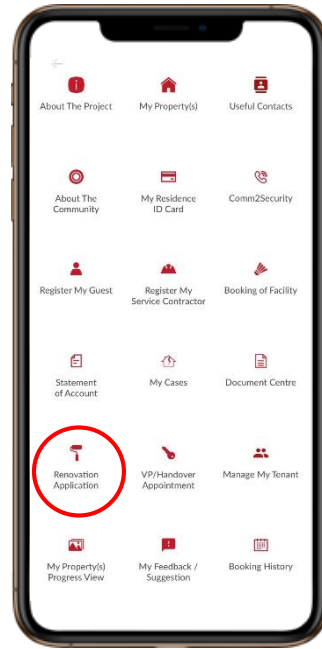 About The Project
My Property(s)
Useful Contacts
About The
Community
My Residence
ID Card
Comm2Security
Register My Guest
Register My
Service Contractor
Booking of Facility
Statement
of Account
My Cases
Document Centre
Renovation
Application
VP/Handover
Appointment
Manage My Tenant
My Property(s)
Progress View
My Feedback /
Suggestion
Booking History